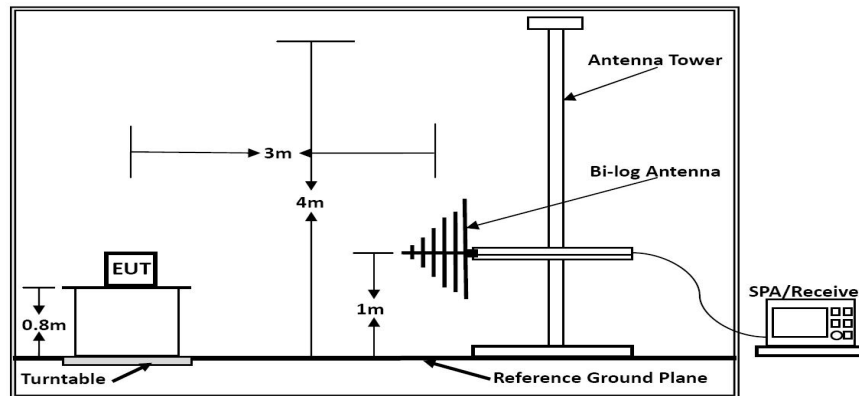 Antenna Tower
3m
Bi-log Antenna
4m
EUT
SPA/Receive
0.8m
1m
Turntable
Reference Ground Plane